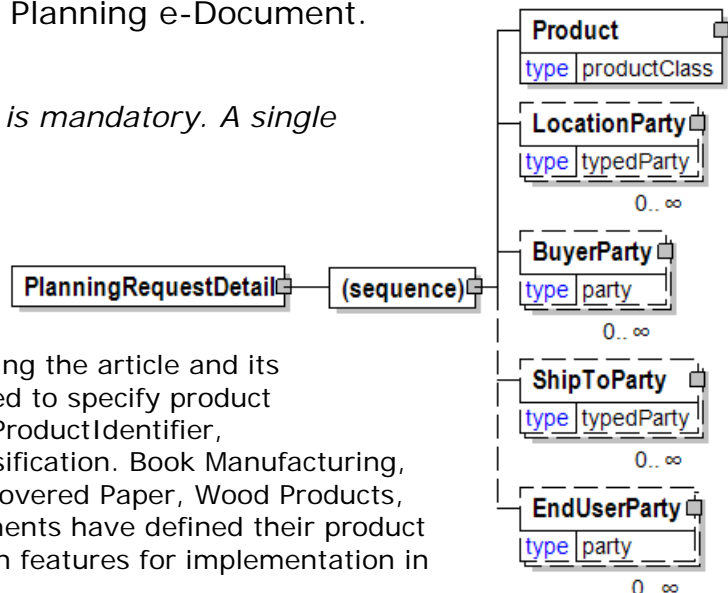 Planning e-Document.
is mandatory. A single
Product
type productClass
LocationParty
type typedParty
0.. ∞
BuyerParty
type party
0.. ∞
PlanningRequestDetail
(sequence)
ShipToParty
type typedParty
0.. ∞
EndUserParty
type party
0.. ∞
ng the article and its
ed to specify product
ProductIdentifier,
sification. Book Manufacturing,
overed Paper, Wood Products,
ents have defined their product
n features for implementation in